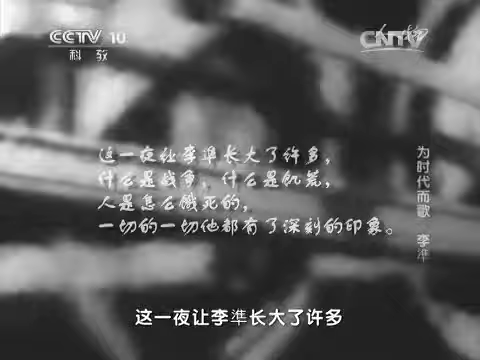 CCTV 10
科教
CNTV
这一夜让李凖长大了许多，
什么是战争，什么是饥荒，
人是怎么饿死的，
一切的一切他都有了深刻的印象。
为时代而歌 李凖
这一夜让李凖长大了许多